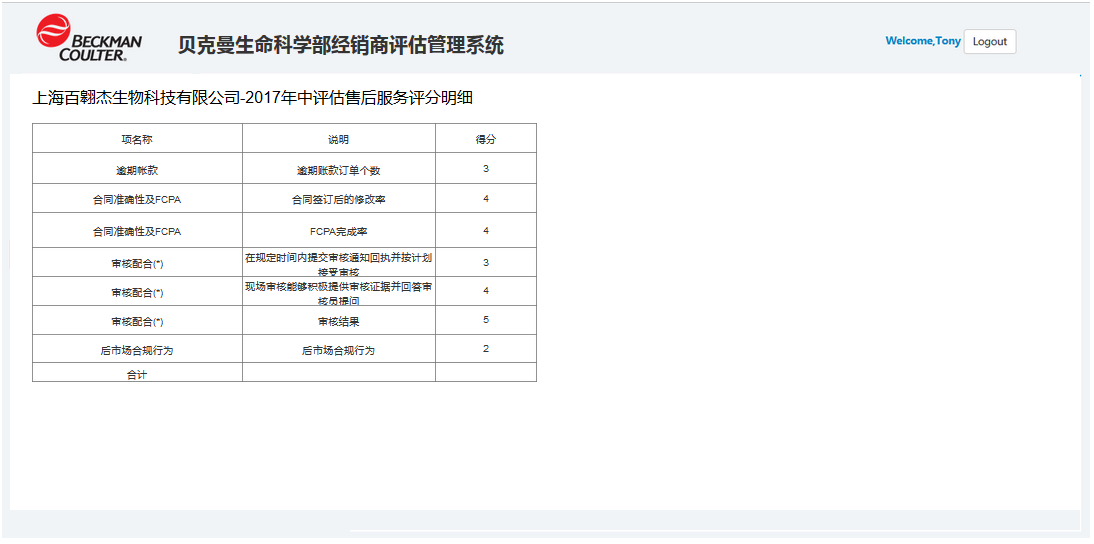 BECKMAN
COULTER®
贝克曼生命科学部经销商评估管理系统
Welcome,Tony
Logout
上海百翱杰生物科技有限公司-2017年中评估售后服务评分明细
项名称 说明 得分
逾期帐款 逾期账款订单个数 3
合同准确性及FCPA 合同签订后的修改率 4
合同准确性及FCPA FCPA完成率 4
审核配合(*) 在规定时间内提交审核通知回执并按计划 3
接受审核
审核配合(*) 现场审核能够积极提供审核证据并回答审 4
核员提问
审核配合(*) 审核结果 5
后市场合规行为 后市场合规行为 2
合计